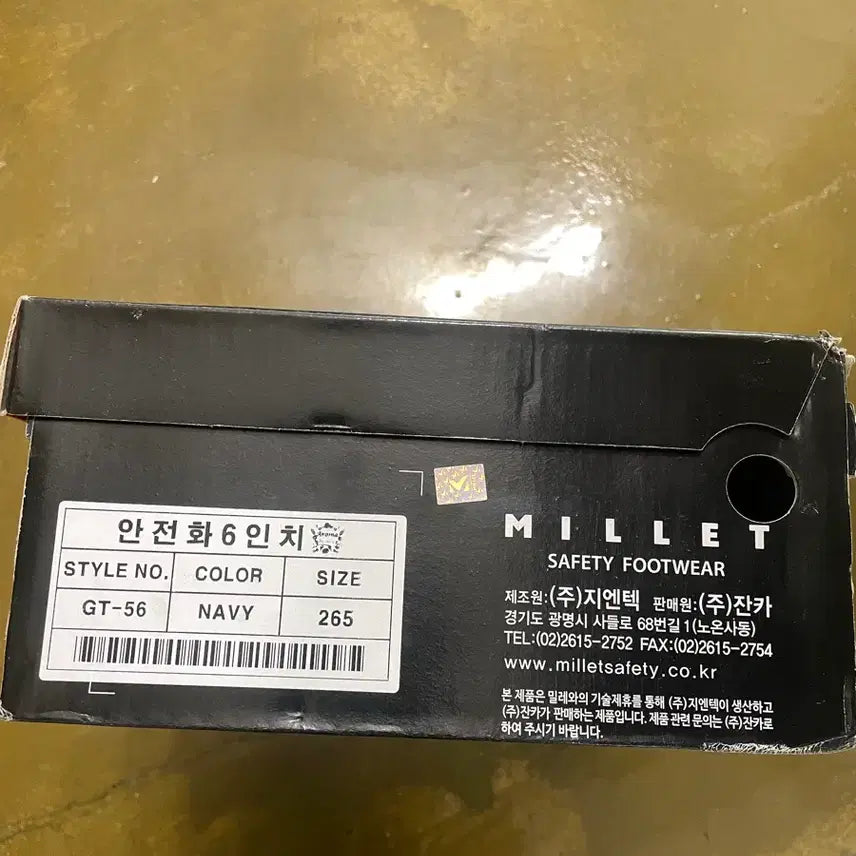 안전화6인치
STYLE NO. COLOR SIZE
GT-56 NAVY 265
MILLET
SAFETY FOOTWEAR
제조원:(주)지엔텍 판매원:(주)잔카
경기도 광명시 사들로 68번길 1(노온사동)
TEL:(02)2615-2752 FAX:(02)2615-2754
www.milletsafety.co.kr
본 제품은 밀레와의 기술제휴를 통해 (주)지엔텍이 생산하고
(주)잔카가 판매하는 제품입니다. 제품 관련 문의는 (주)잔카로
하여 주시기 바랍니다.